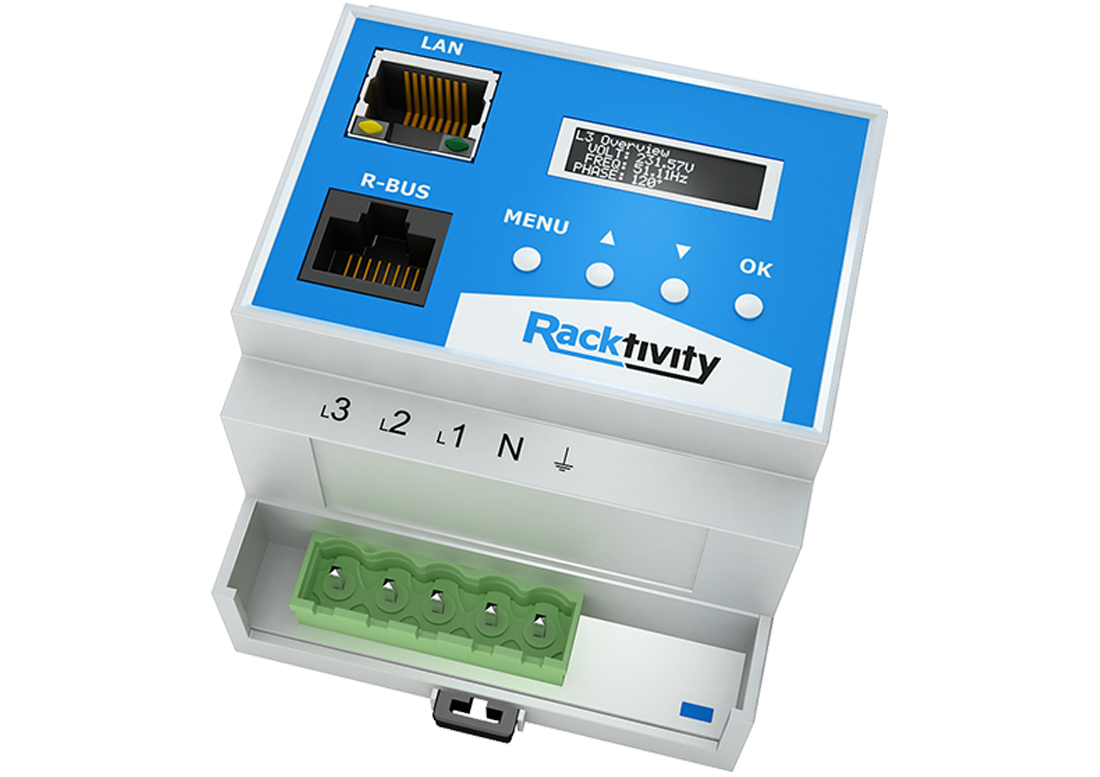 LAN
L3 Overview
VOLT: 231.57V
FREQ: 51.11Hz
PHASE: 120°
R-BUS
MENU
OK
Racktivity
L3 L2 L1 N